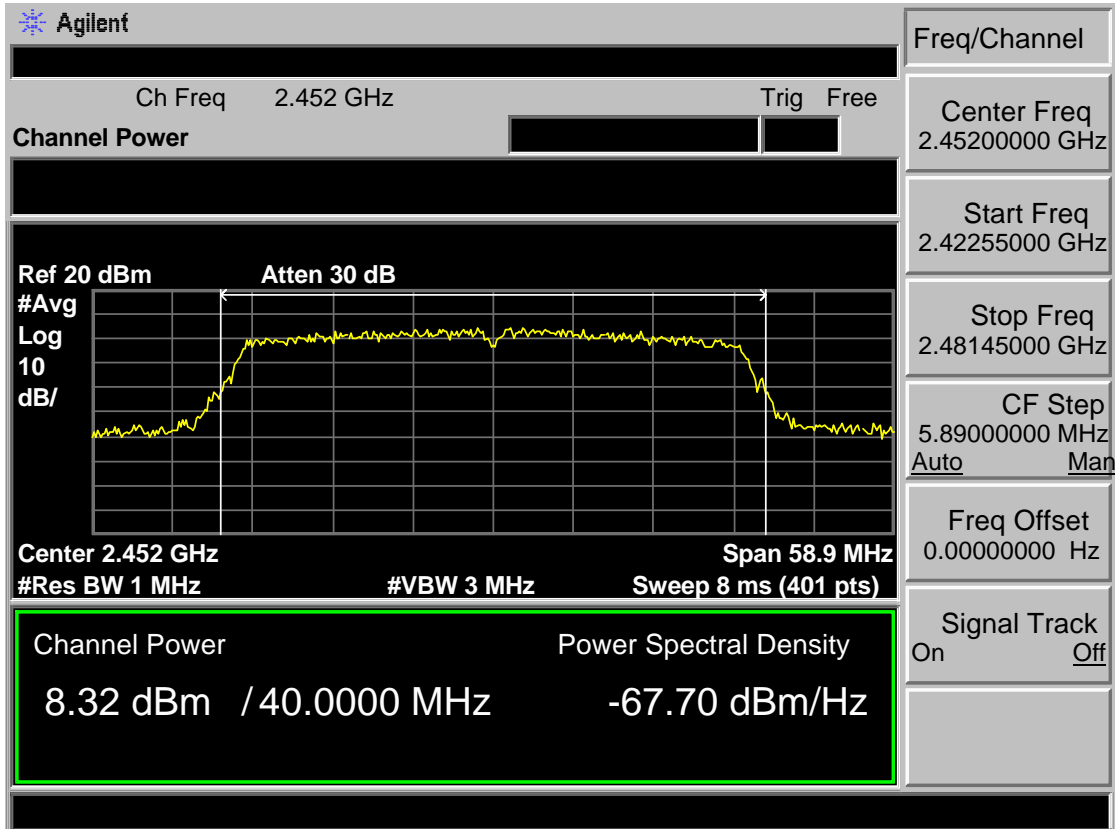 Agilent
Freq/Channel
Ch Freq 2.452 GHz Trig Free
Channel Power
Center Freq
2.45200000 GHz
Start Freq
2.42255000 GHz
Stop Freq
2.48145000 GHz
CF Step
5.89000000 MHz
Auto Man
Freq Offset
0.00000000 Hz
Signal Track
On Off
Ref 20 dBm Atten 30 dB
#Avg
Log
10
dB/
Center 2.452 GHz Span 58.9 MHz
#Res BW 1 MHz #VBW 3 MHz Sweep 8 ms (401 pts)
Channel Power Power Spectral Density
8.32 dBm / 40.0000 MHz -67.70 dBm/Hz